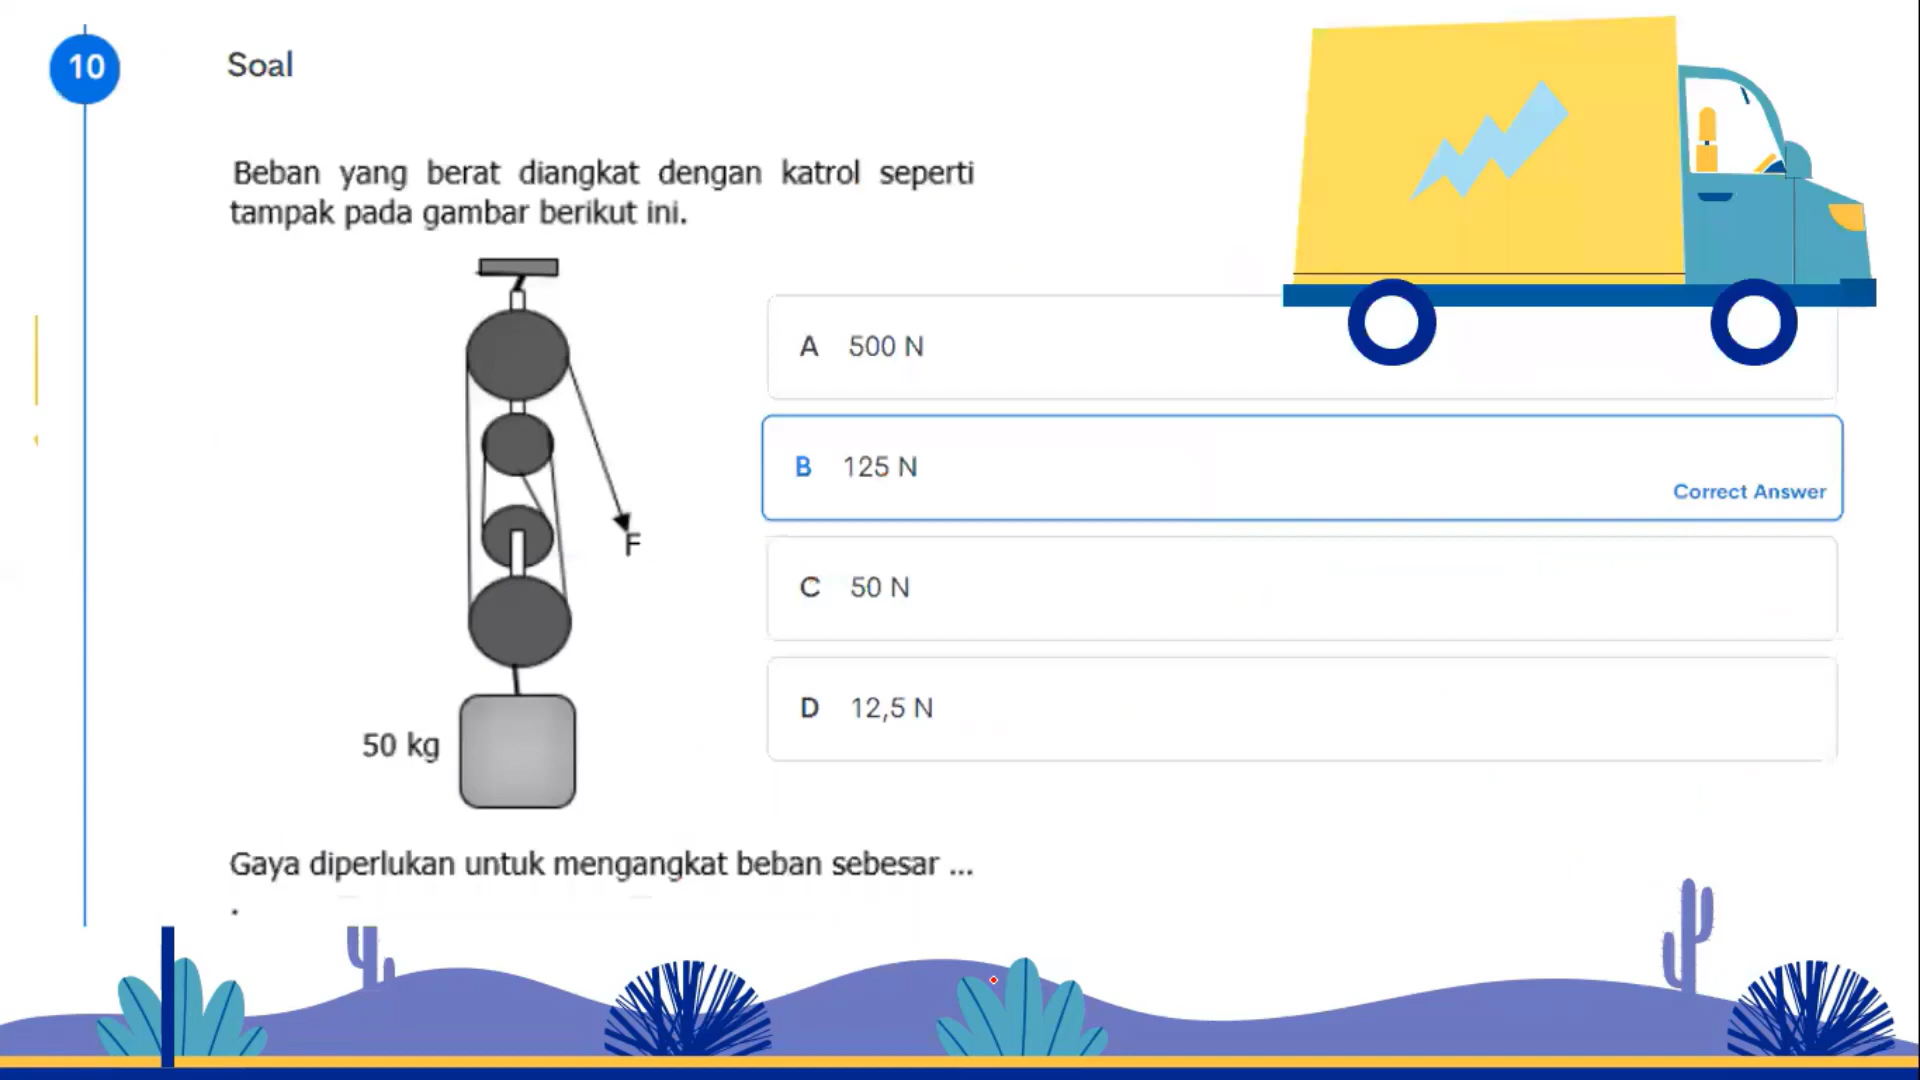 10
Soal
Beban yang berat diangkat dengan katrol seperti
tampak pada gambar berikut ini.
A 500 N
B 125 N
Correct Answer
F
C 50 N
D 12,5 N
50 kg
Gaya diperlukan untuk mengangkat beban sebesar ...
.